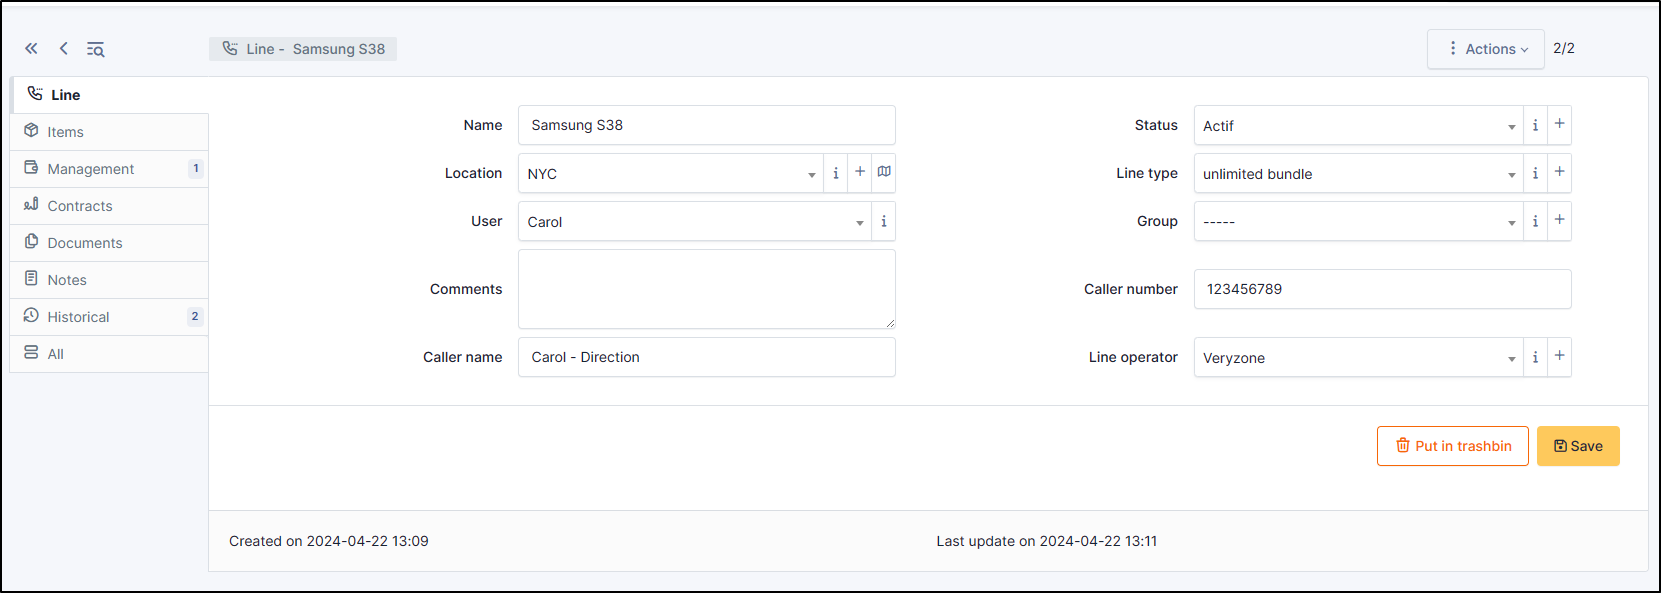 Line - Samsung S38
Actions
2/2
Line
Items
Management 1
Contracts
Documents
Notes
Historical 2
All
Name Samsung S38
Status Actif
Location NYC
Line type unlimited bundle
User Carol
Group -----
Comments
Caller number 123456789
Caller name Carol - Direction
Line operator Veryzone
Put in trashbin
Save
Created on 2024-04-22 13:09
Last update on 2024-04-22 13:11